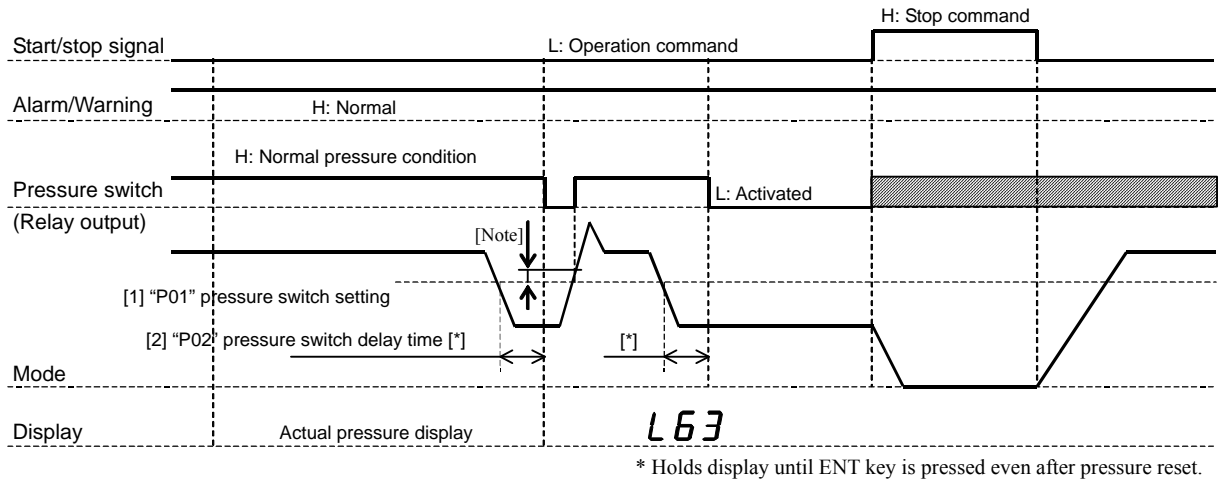 H: Stop command
Start/stop signal
L: Operation command
Alarm/Warning
H: Normal
H: Normal pressure condition
Pressure switch
(Relay output)
L: Activated
[Note]
[1] “P01” pressure switch setting
[2] “P02” pressure switch delay time [*]
[*]
Mode
Display
Actual pressure display
L63
* Holds display until ENT key is pressed even after pressure reset.